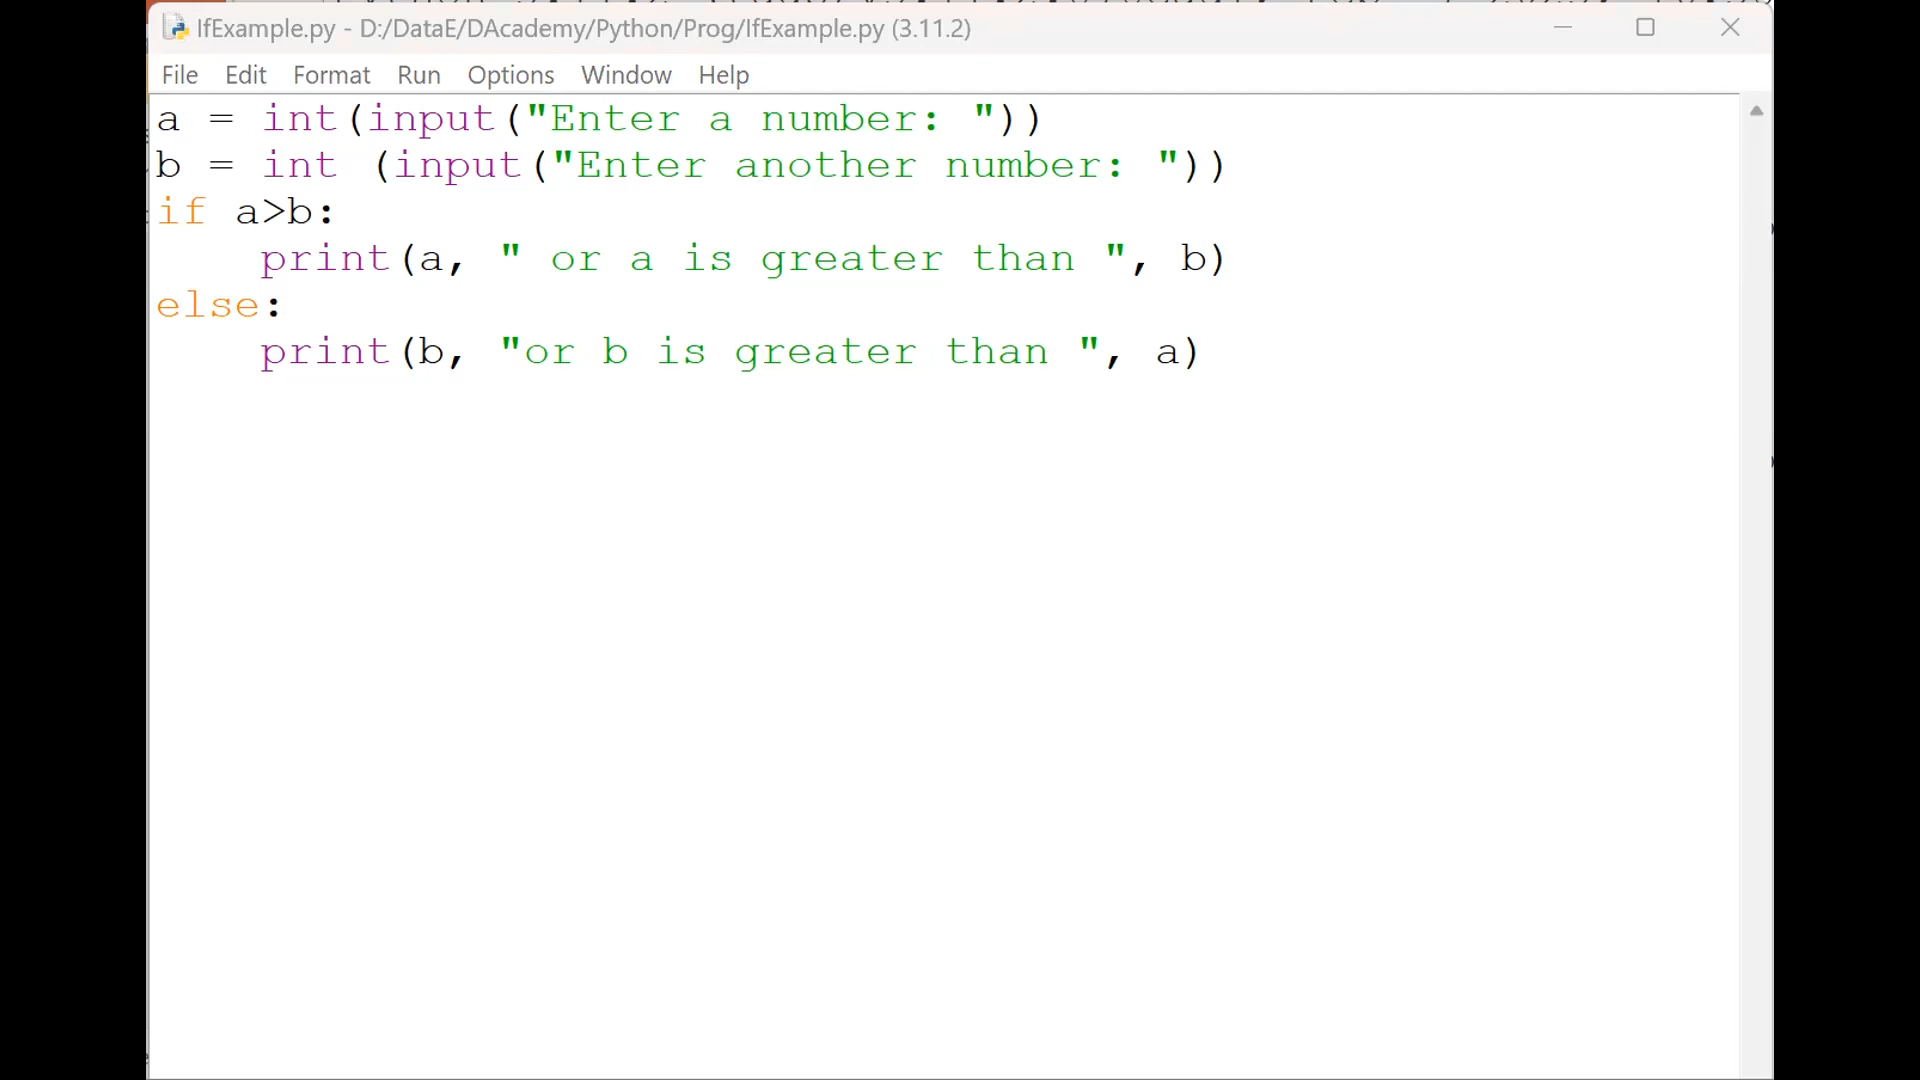 IfExample.py - D:/DataE/DAcademy/Python/Prog/IfExample.py (3.11.2)
File Edit Format Run Options Window Help
a = int(input("Enter a number: "))
b = int (input("Enter another number: "))
if a>b:
    print(a, " or a is greater than ", b)
else:
    print(b, "or b is greater than ", a)